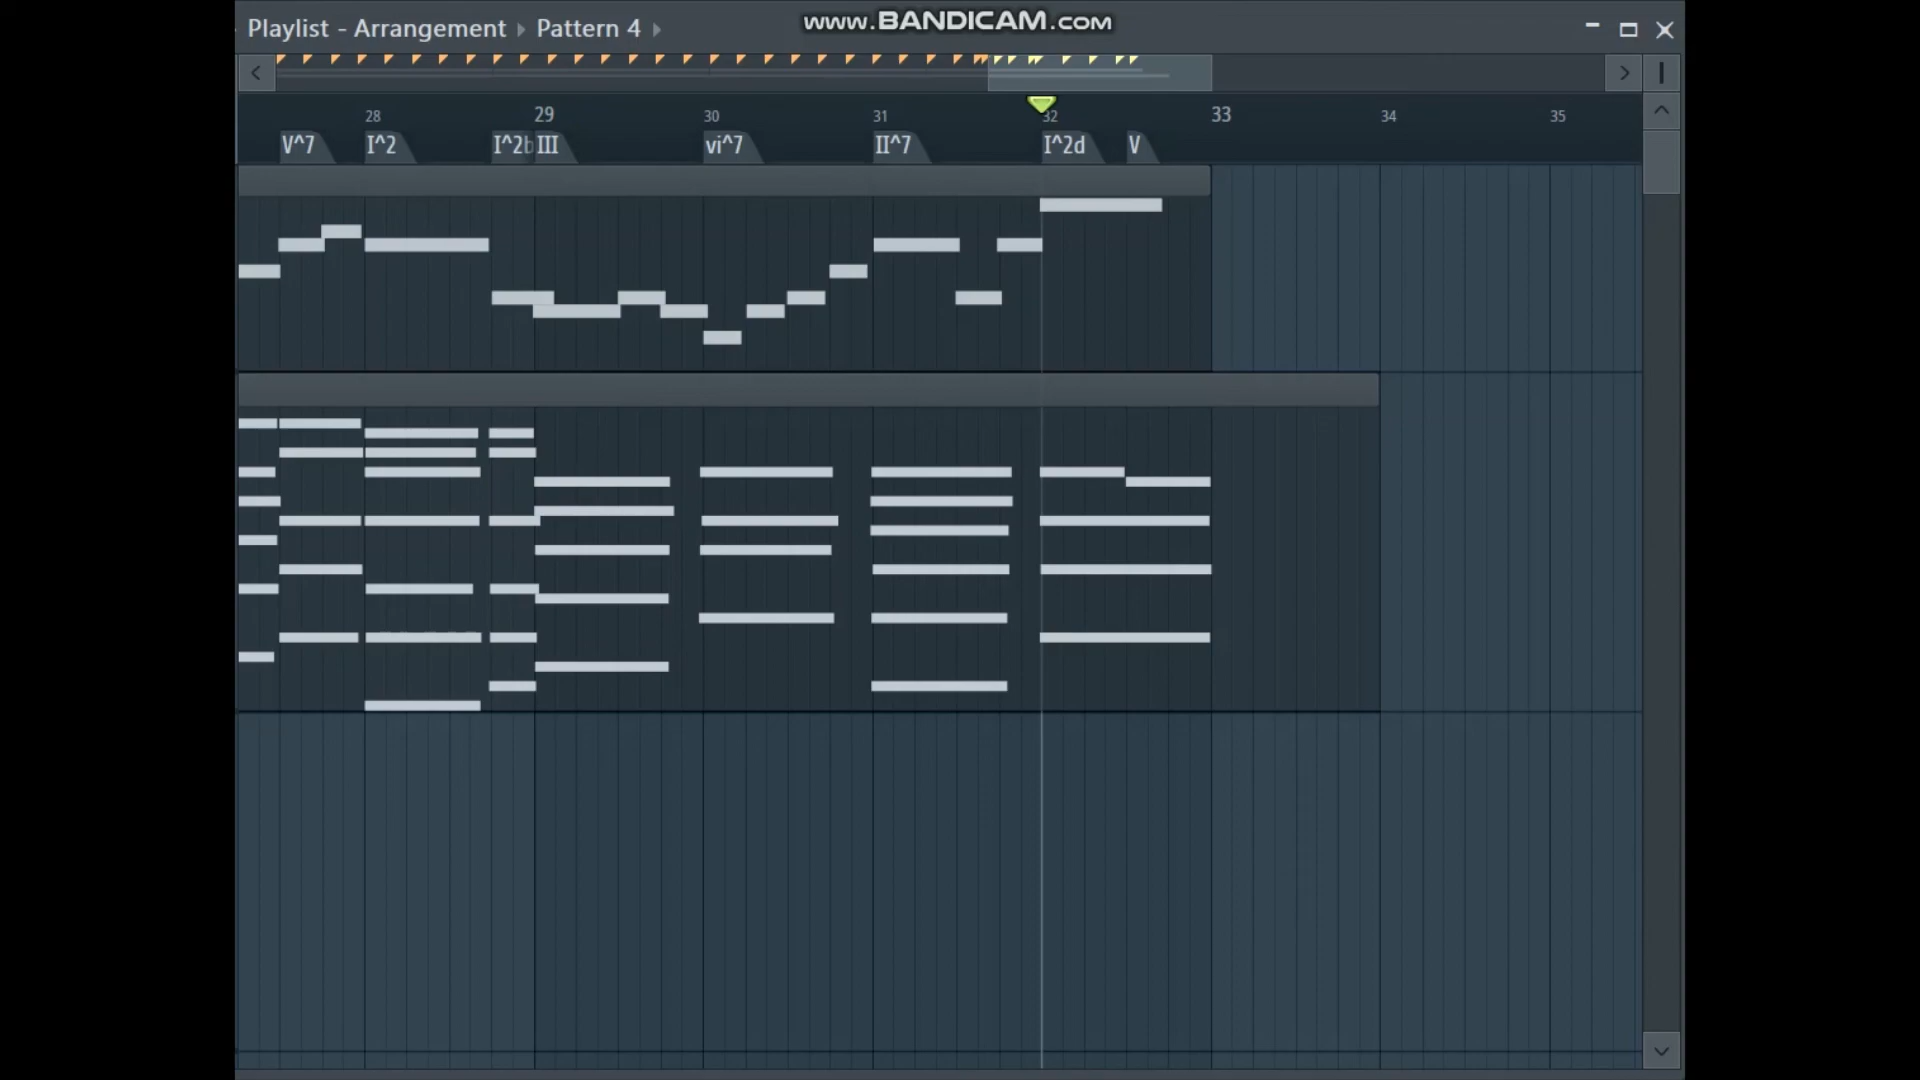 Playlist - Arrangement Pattern 4
www.BANDICAM.com
28 29 30 31 32 33 34 35
V^7 I^2 I^2b III vi^7 II^7 I^2d V